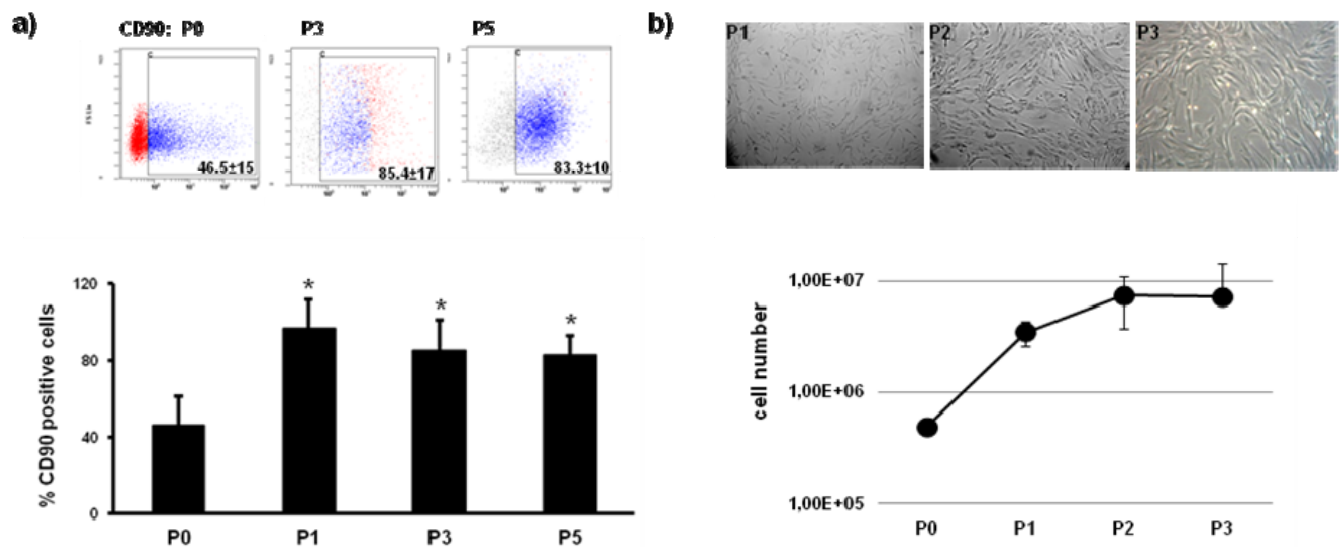 a)
CD90: P0
P3
P5
C
C
C
FS Lin
46.5±15
85.4±17
83.3±10
% CD90 positive cells
120
80
40
0
*
*
*
P0
P1
P3
P5
b)
P1
P2
P3
cell number
1,00E+07
1,00E+06
1,00E+05
P0
P1
P2
P3